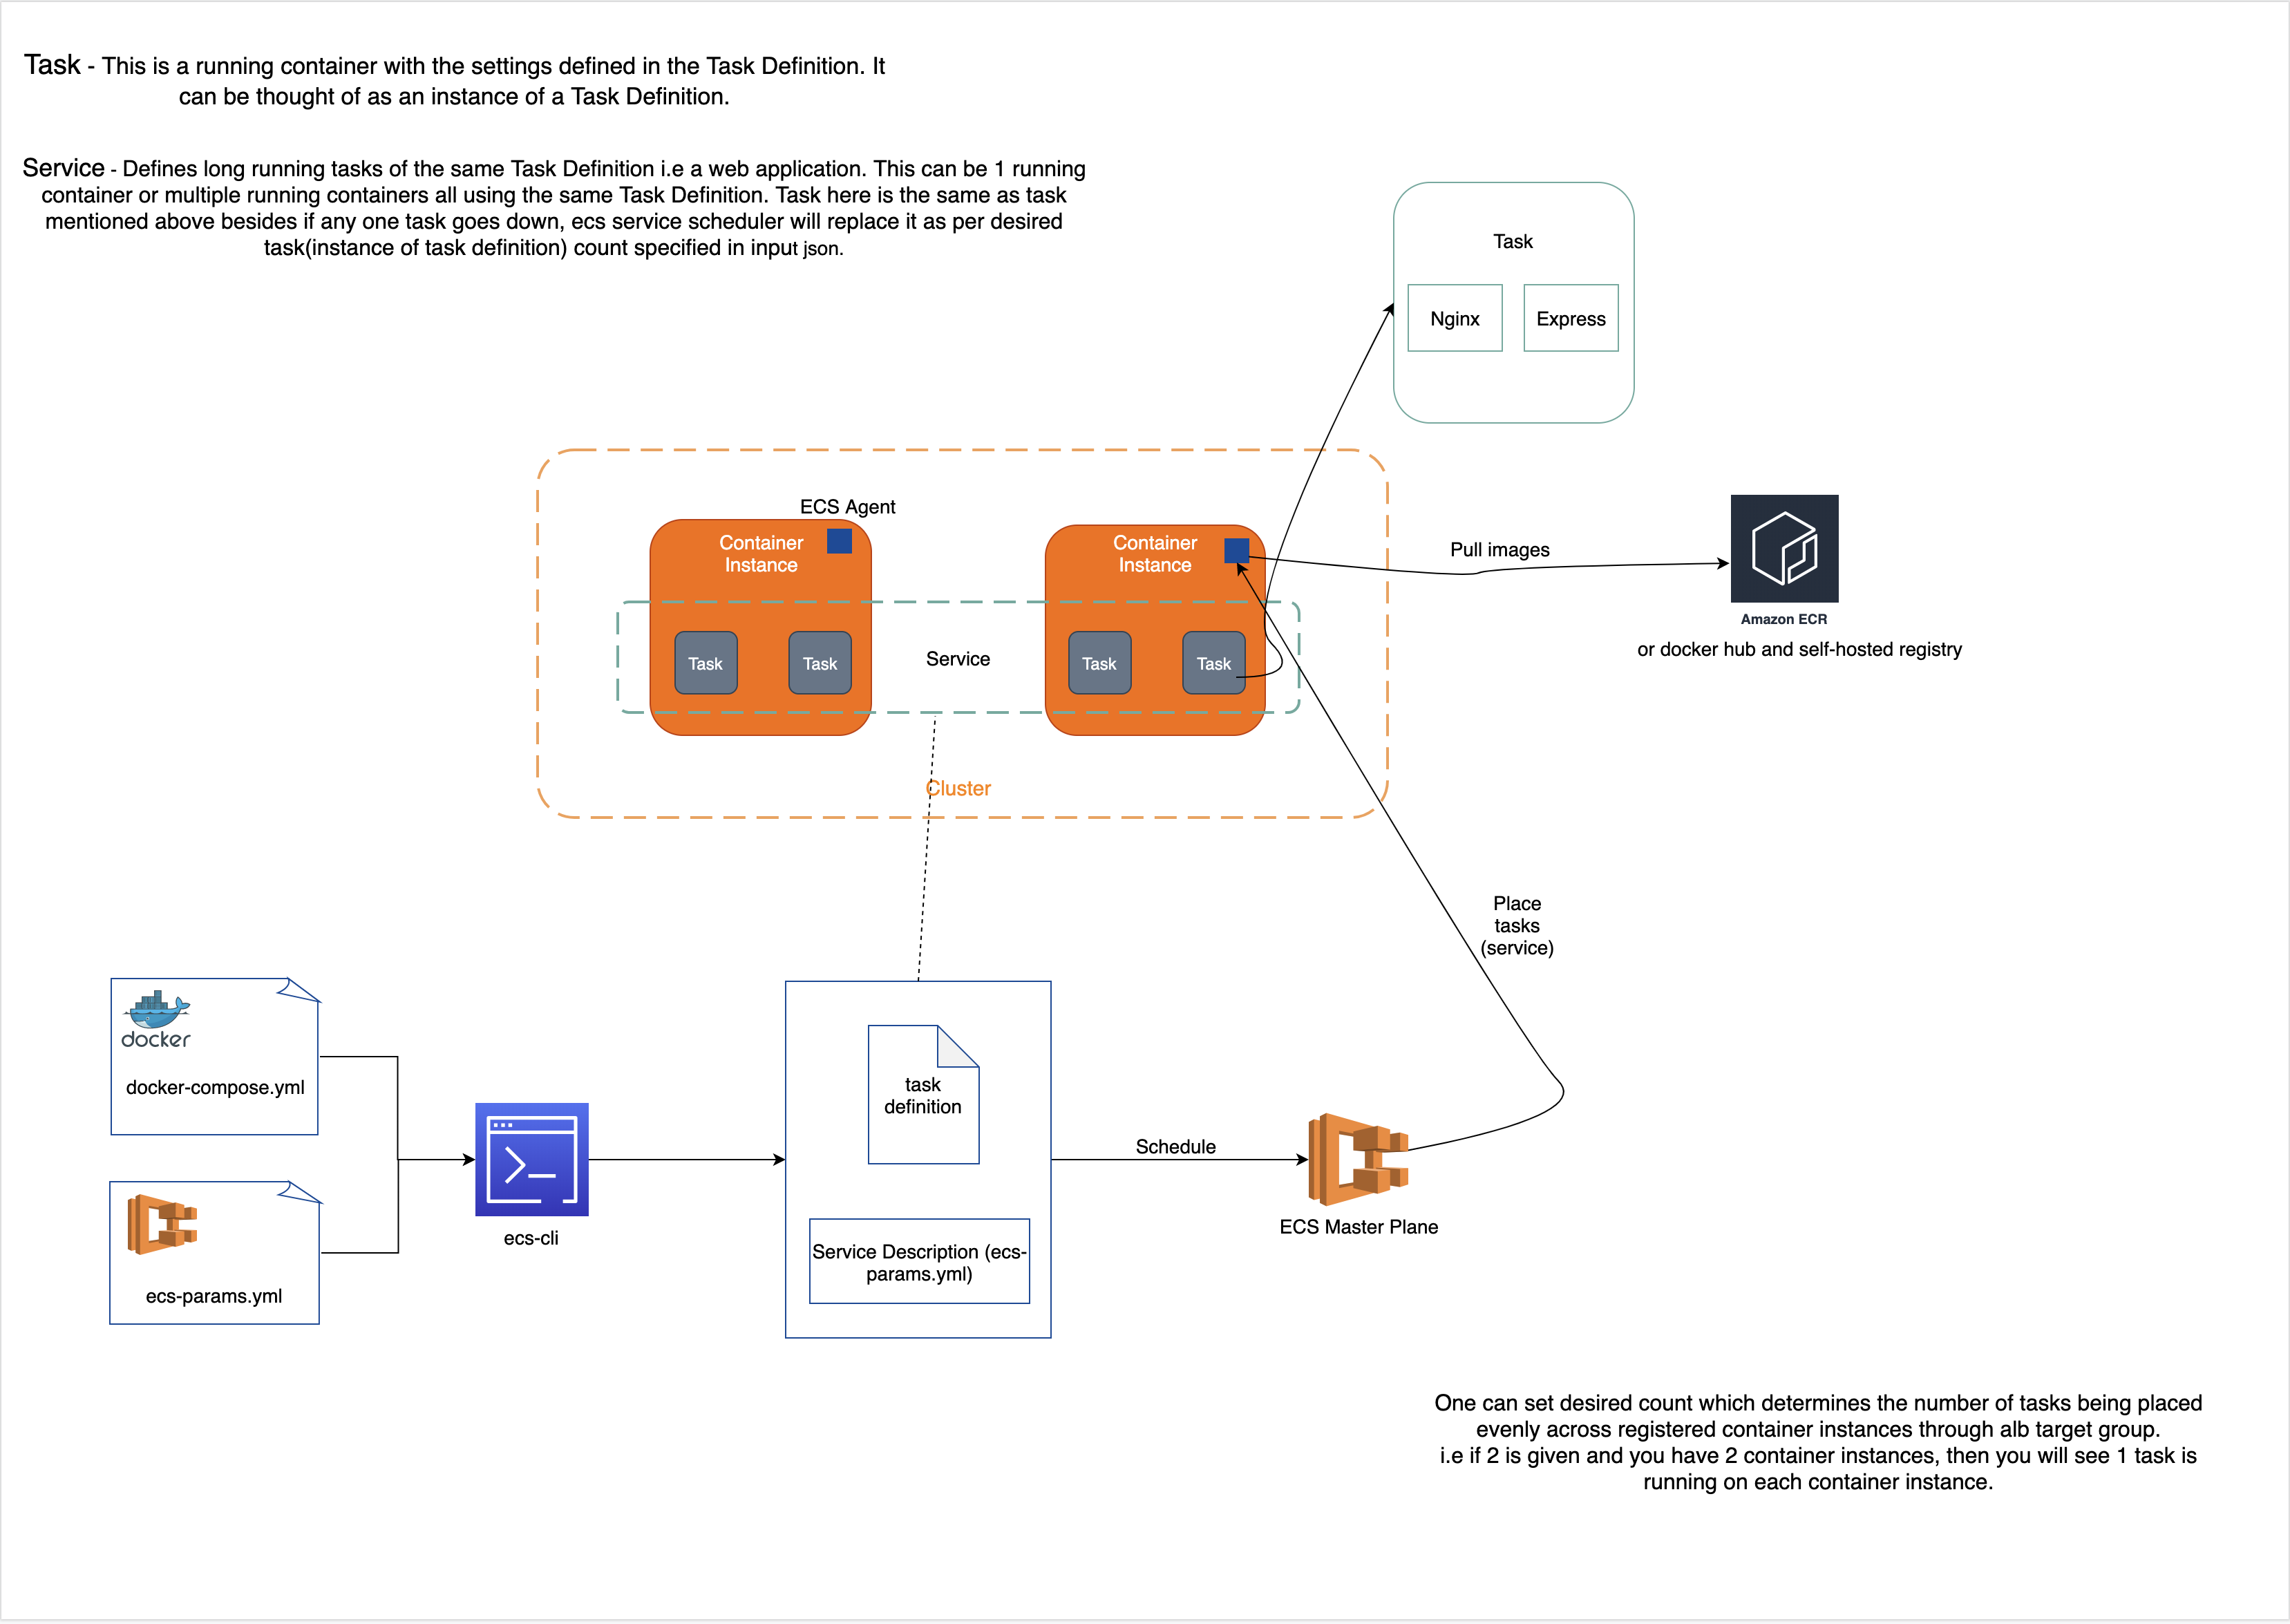 Task - This is a running container with the settings defined in the Task Definition. It
can be thought of as an instance of a Task Definition.
Service - Defines long running tasks of the same Task Definition i.e a web application. This can be 1 running
container or multiple running containers all using the same Task Definition. Task here is the same as task
mentioned above besides if any one task goes down, ecs service scheduler will replace it as per desired
task(instance of task definition) count specified in input json.
Task
Nginx
Express
ECS Agent
Container
Instance
Container
Instance
Pull images
Amazon ECR
or docker hub and self-hosted registry
Task
Task
Service
Task
Task
Cluster
Place
tasks
(service)
docker
docker-compose.yml
task
definition
Schedule
ecs-cli
ECS Master Plane
Service Description (ecs-
params.yml)
ecs-params.yml
One can set desired count which determines the number of tasks being placed
evenly across registered container instances through alb target group.
i.e if 2 is given and you have 2 container instances, then you will see 1 task is
running on each container instance.